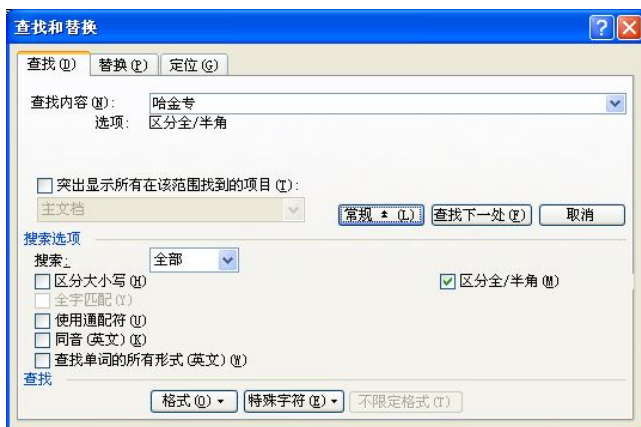 查找和替换
查找(D) 替换(P) 定位(G)
查找内容(N): 哈金专
选项: 区分全/半角
突出显示所有在该范围找到的项目(T):
主文档
常规 (L) 查找下一处(F) 取消
搜索选项
搜索: 全部
区分大小写(H) 区分全/半角(M)
全字匹配(Y)
使用通配符(U)
同音(英文)(K)
查找单词的所有形式(英文)(W)
查找
格式(O) 特殊字符(E) 不限定格式(T)